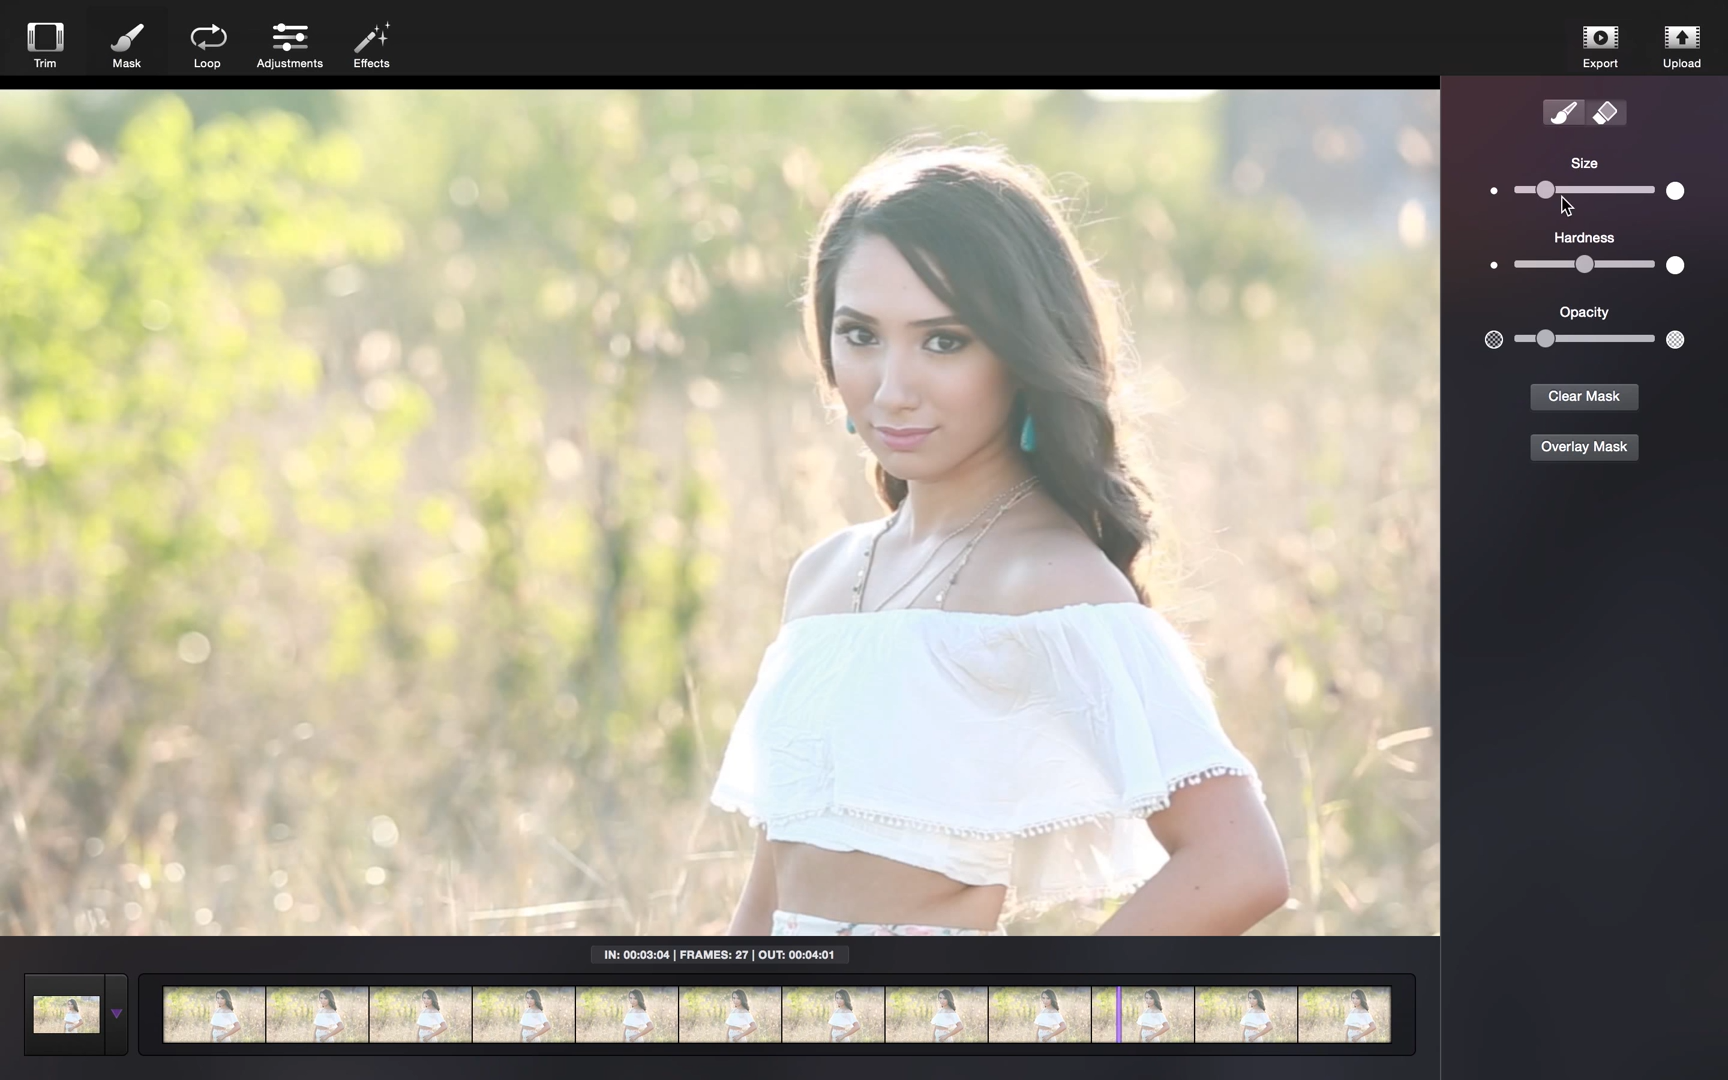 Trim
Mask
Loop
Adjustments
Effects
Export
Upload
Size
Hardness
Opacity
Clear Mask
Overlay Mask
IN: 00:03:04 | FRAMES: 27 | OUT: 00:04:01